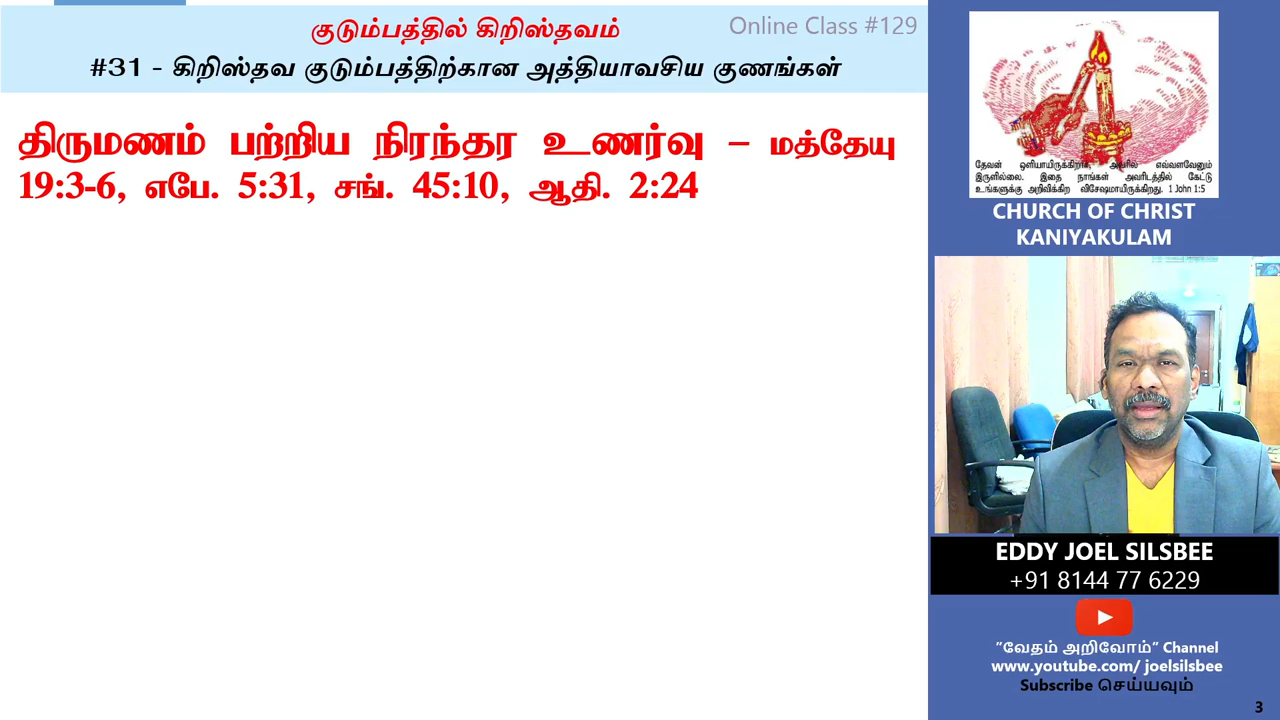 குடும்பத்தில் கிறிஸ்தவம்
Online Class #129
#31 - கிறிஸ்தவ குடும்பத்திற்கான அத்தியாவசிய குணங்கள்
திருமணம் பற்றிய நிரந்தர உணர்வு – மத்தேயு
19:3-6, எபே. 5:31, சங். 45:10, ஆதி. 2:24
தேவன் ஒளியாயிருக்கிறார், அவரில் எவ்வளவேனும்
இருளில்லை. இதை நாங்கள் அவரிடத்தில் கேட்டு
உங்களுக்கு அறிவிக்கிற விசேஷமாயிருக்கிறது. 1 John 1:5
CHURCH OF CHRIST
KANIYAKULAM
EDDY JOEL SILSBEE
+91 8144 77 6229
"வேதம் அறிவோம்" Channel
www.youtube.com/ joelsilsbee
Subscribe செய்யவும்
3